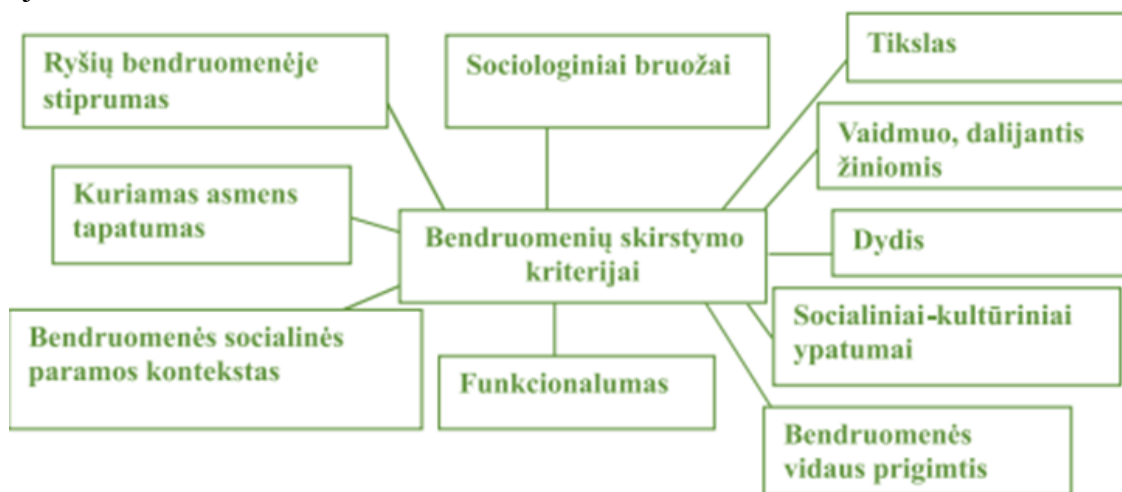 Ryšių bendruomenėje
stiprumas
Sociologiniai bruožai
Tikslas
Vaidmuo, dalijantis
žiniomis
Kuriamas asmens
tapatumas
Bendruomenių skirstymo
kriterijai
Dydis
Bendruomenės socialinės
paramos kontekstas
Funkcionalumas
Socialiniai-kultūriniai
ypatumai
Bendruomenės
vidaus prigimtis